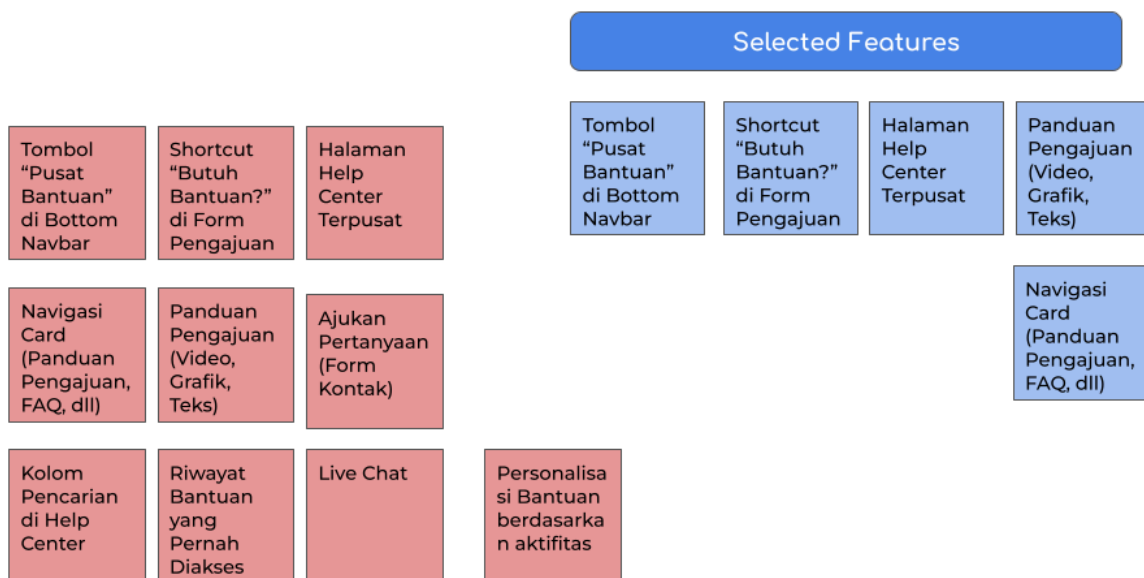 Selected Features
Tombol
“Pusat
Bantuan”
di Bottom
Navbar
Shortcut
“Butuh
Bantuan?”
di Form
Pengajuan
Halaman
Help
Center
Terpusat
Tombol
“Pusat
Bantuan”
di Bottom
Navbar
Shortcut
“Butuh
Bantuan?”
di Form
Pengajuan
Halaman
Help
Center
Terpusat
Panduan
Pengajuan
(Video,
Grafik,
Teks)
Navigasi
Card
(Panduan
Pengajuan,
FAQ, dll)
Panduan
Pengajuan
(Video,
Grafik,
Teks)
Ajukan
Pertanyaan
(Form
Kontak)
Navigasi
Card
(Panduan
Pengajuan,
FAQ, dll)
Kolom
Pencarian
di Help
Center
Riwayat
Bantuan
yang
Pernah
Diakses
Live Chat
Personalisa
si Bantuan
berdasarka
n aktifitas